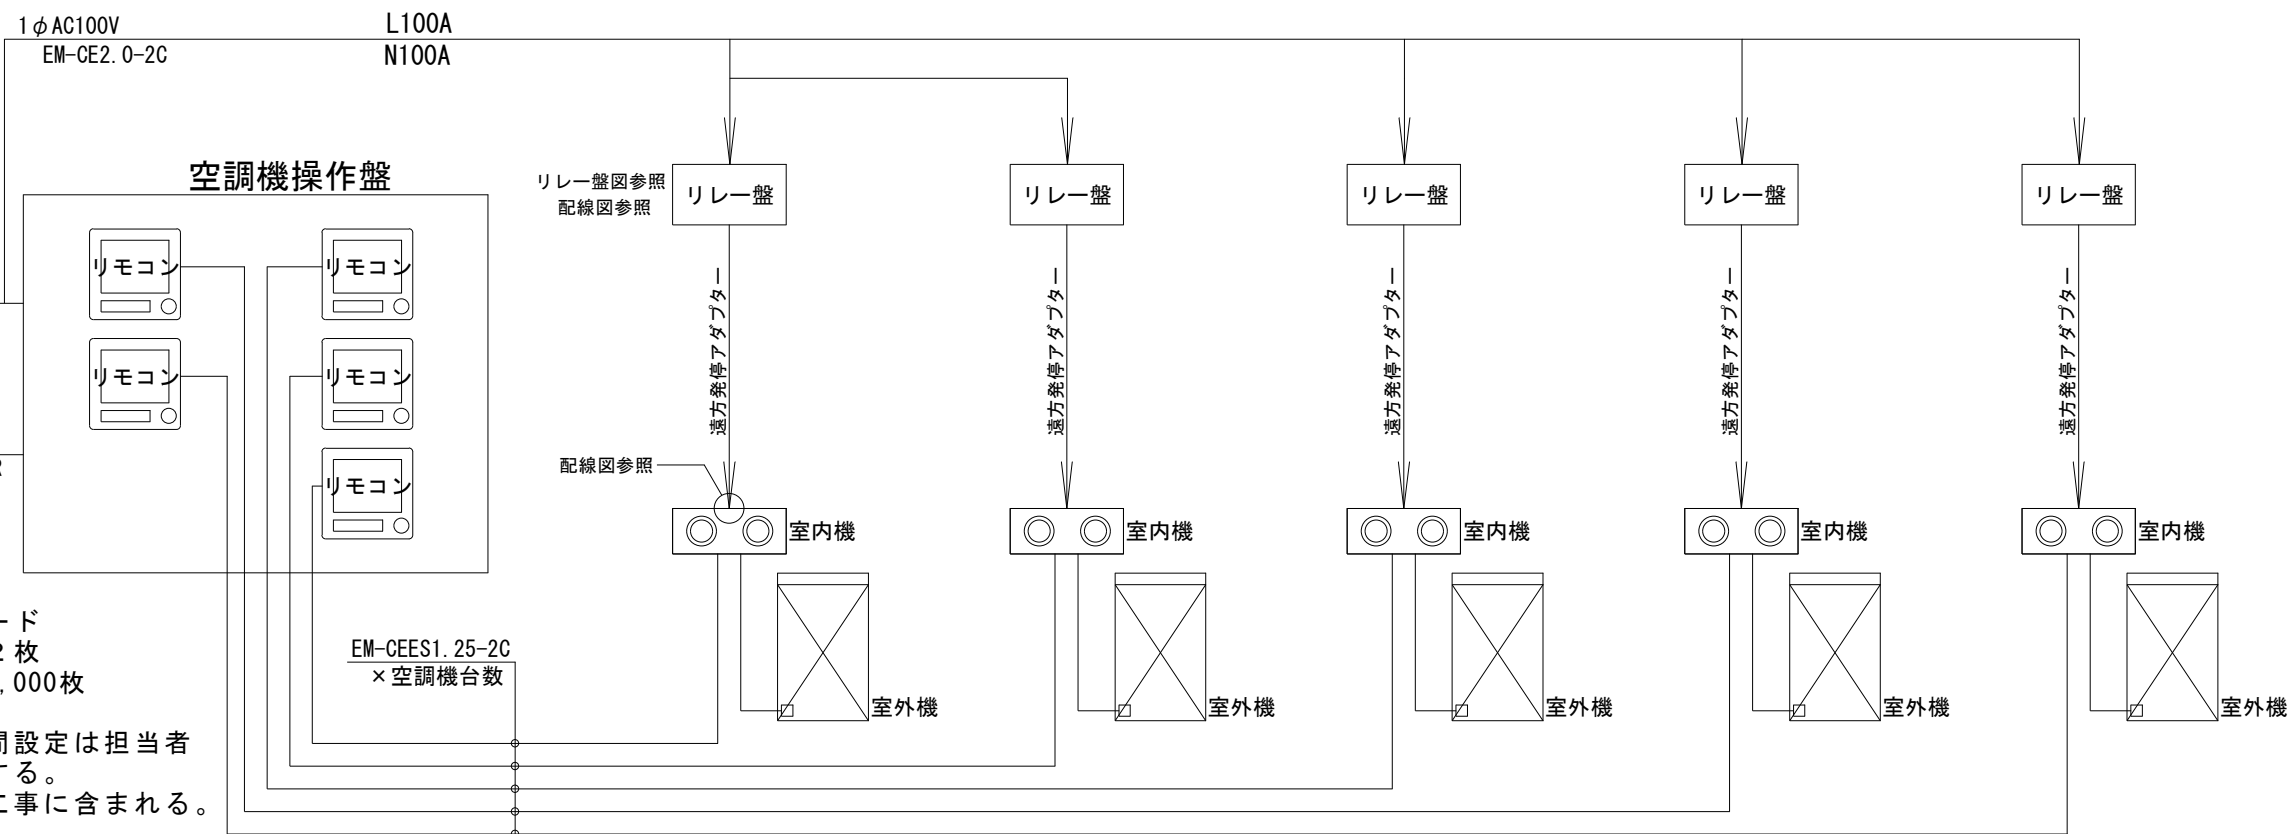 1φAC100V
L100A
EM-CE2.0-2C
N100A
空調機操作盤
リレー盤図参照
配線図参照
リレー盤
リレー盤
リレー盤
リレー盤
リレー盤
リモコン
リモコン
リモコン
リモコン
リモコン
遠方発停アダプター
遠方発停アダプター
遠方発停アダプター
遠方発停アダプター
遠方発停アダプター
配線図参照
室内機
室内機
室内機
室内機
室内機
室外機
室外機
室外機
室外機
室外機
EM-CEES1.25-2C
×空調機台数
ード
2枚
,000枚
間設定は担当者
てる。
工事に含まれる。